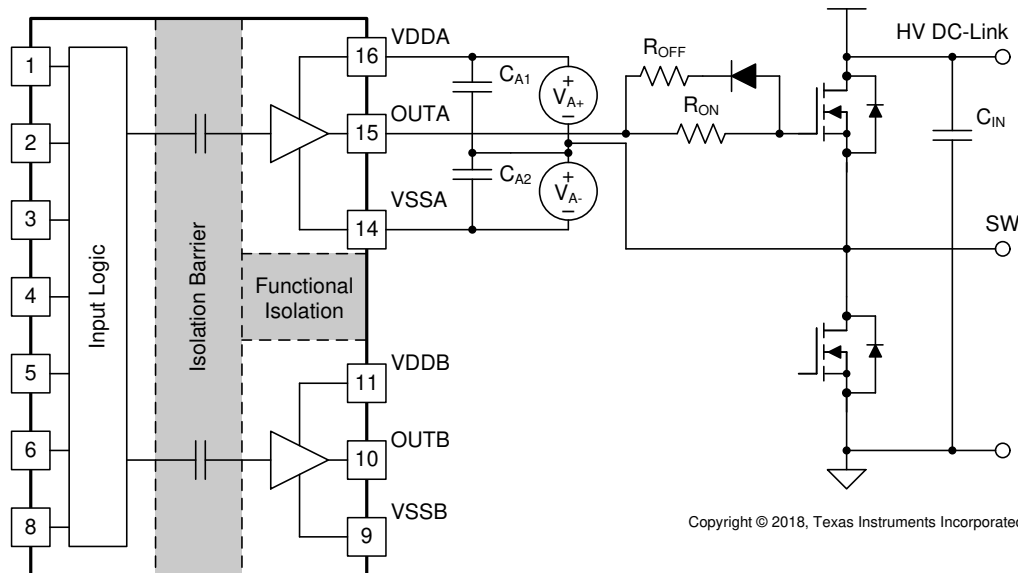 1
2
3
4
5
6
8
Input Logic
Isolation Barrier
Functional
Isolation
16
VDDA
15
OUTA
14
VSSA
11
VDDB
10
OUTB
9
VSSB
CA1
CA2
+
VA+
–
+
VA-
–
ROFF
RON
HV DC-Link
CIN
SW
Copyright © 2018, Texas Instruments Incorporate